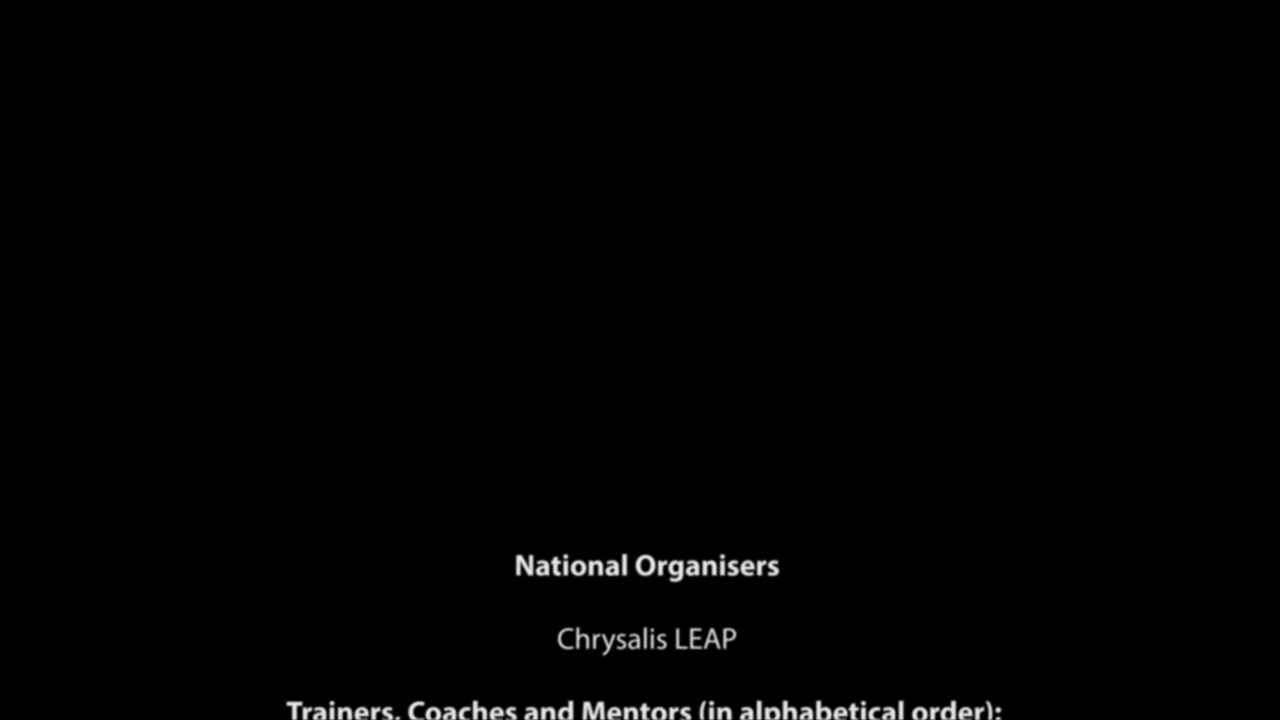 National Organisers
Chrysalis LEAP
Trainers, Coaches and Mentors (in alphabetical order):